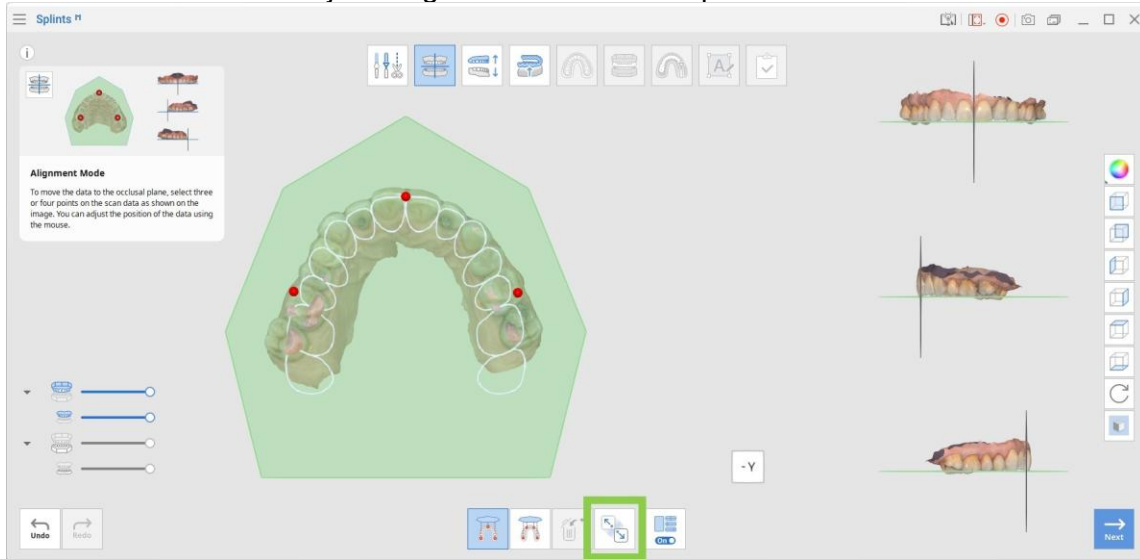 Splints
Alignment Mode
To move the data to the occlusal plane, select three
or four points on the scan data as shown on the
image. You can adjust the position of the data using
the mouse.
A
- Y
On
Undo
Redo
Next